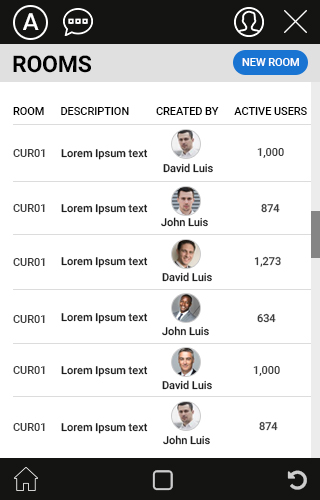 A
ROOMS
NEW ROOM
ROOM DESCRIPTION CREATED BY ACTIVE USERS
CUR01 Lorem Ipsum text David Luis 1,000
CUR01 Lorem Ipsum text John Luis 874
CUR01 Lorem Ipsum text David Luis 1,273
CUR01 Lorem Ipsum text John Luis 634
CUR01 Lorem Ipsum text David Luis 1,000
CUR01 Lorem Ipsum text John Luis 874